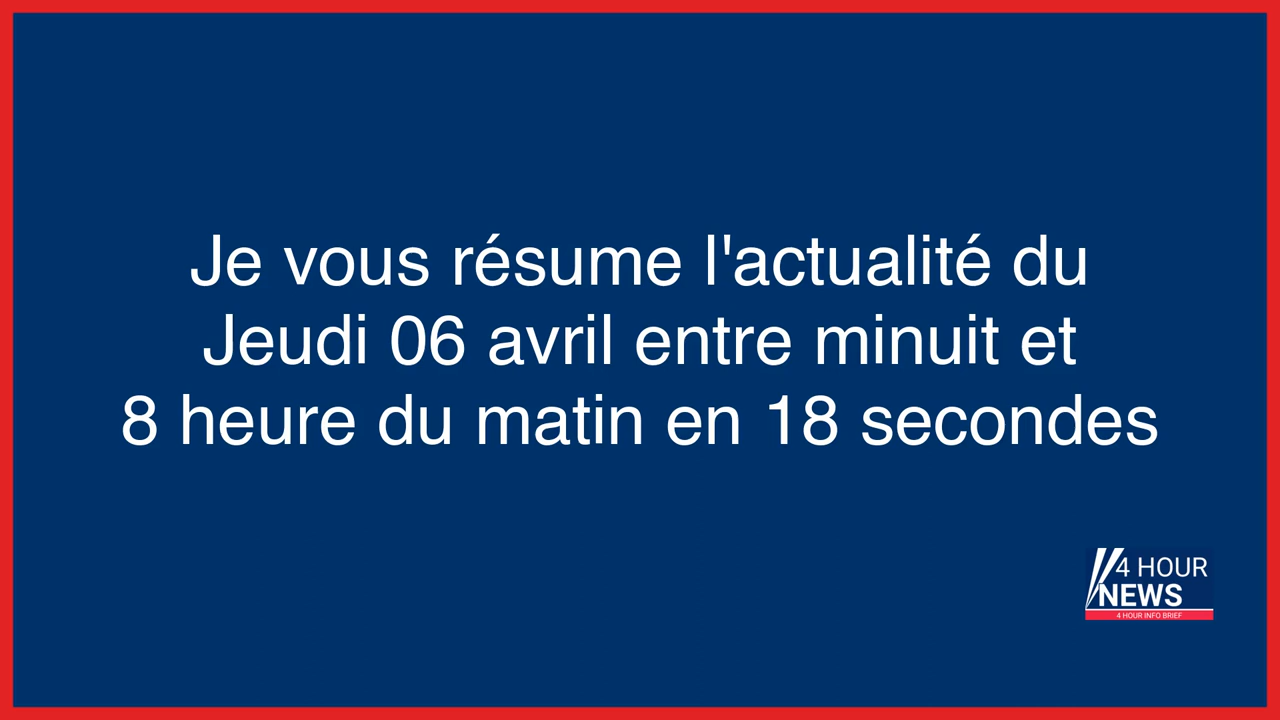 Je vous résume l'actualité du
Jeudi 06 avril entre minuit et
8 heure du matin en 18 secondes
4 HOUR
NEWS
4 HOUR INFO BRIEF